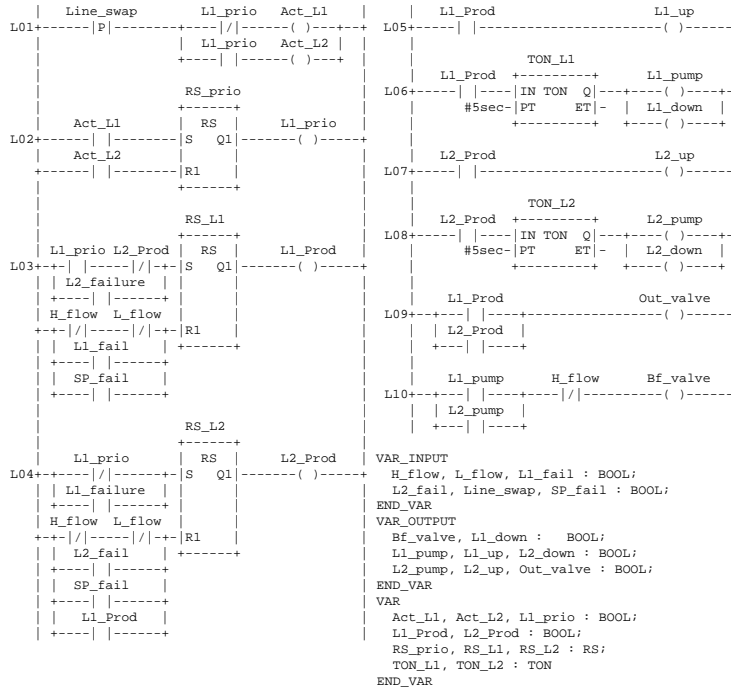 Line_swap L1_prio Act_L1
L01+------|P|--------+----|/|------( )---+--+
L1_prio Act_L2
+----| |------( )---+
RS_prio
+-------+
Act_L1 | RS | L1_prio
L02+------| |---------|S Q1|------( )-----+
Act_L2
+------| |---------|R1
+-------+
RS_L1
+-------+
L1_prio L2_Prod | RS | L1_Prod
L03+-+-| |-----|/|-+-|S Q1|-------( )-----+
| L2_failure |
+----| |------+
H_flow L_flow
+-+-|/|-----|/|-+-|R1
| L1_fail | +-------+
+----| |------+
| SP_fail |
+----| |------+
RS_L2
+-------+
L1_prio | RS | L2_Prod
L04+-+----|/|------+-|S Q1|-------( )-----+
| L1_failure |
+----| |------+
H_flow L_flow
+-+-|/|-----|/|-+-|R1
| L2_fail | +-------+
+----| |------+
| SP_fail |
+----| |------+
| L1_Prod |
+----| |------+
L1_Prod L1_up
L05+-----| |-----------------------( )------
TON_L1
L1_Prod +----------+ L1_pump
L06+-----| |----|IN TON Q|---+----( )----+-
#5sec-|PT ET|- | L1_down |
+----------+ +----( )----+
L2_Prod L2_up
L07+-----| |-----------------------( )------
TON_L2
L2_Prod +----------+ L2_pump
L08+-----| |----|IN TON Q|---+----( )----+-
#5sec-|PT ET|- | L2_down |
+----------+ +----( )----+
L1_Prod Out_valve
L09+--+---| |----+------------------( )------
| L2_Prod |
+---| |----+
L1_pump H_flow Bf_valve
L10+--+----| |----+----|/|----------( )------
| L2_pump |
+---| |----+
VAR_INPUT
H_flow, L_flow, L1_fail : BOOL;
L2_fail, Line_swap, SP_fail : BOOL;
END_VAR
VAR_OUTPUT
Bf_valve, L1_down : BOOL;
L1_pump, L1_up, L2_down : BOOL;
L2_pump, L2_up, Out_valve : BOOL;
END_VAR
VAR
Act_L1, Act_L2, L1_prio : BOOL;
L1_Prod, L2_Prod : BOOL;
RS_prio, RS_L1, RS_L2 : RS;
TON_L1, TON_L2 : TON
END_VAR